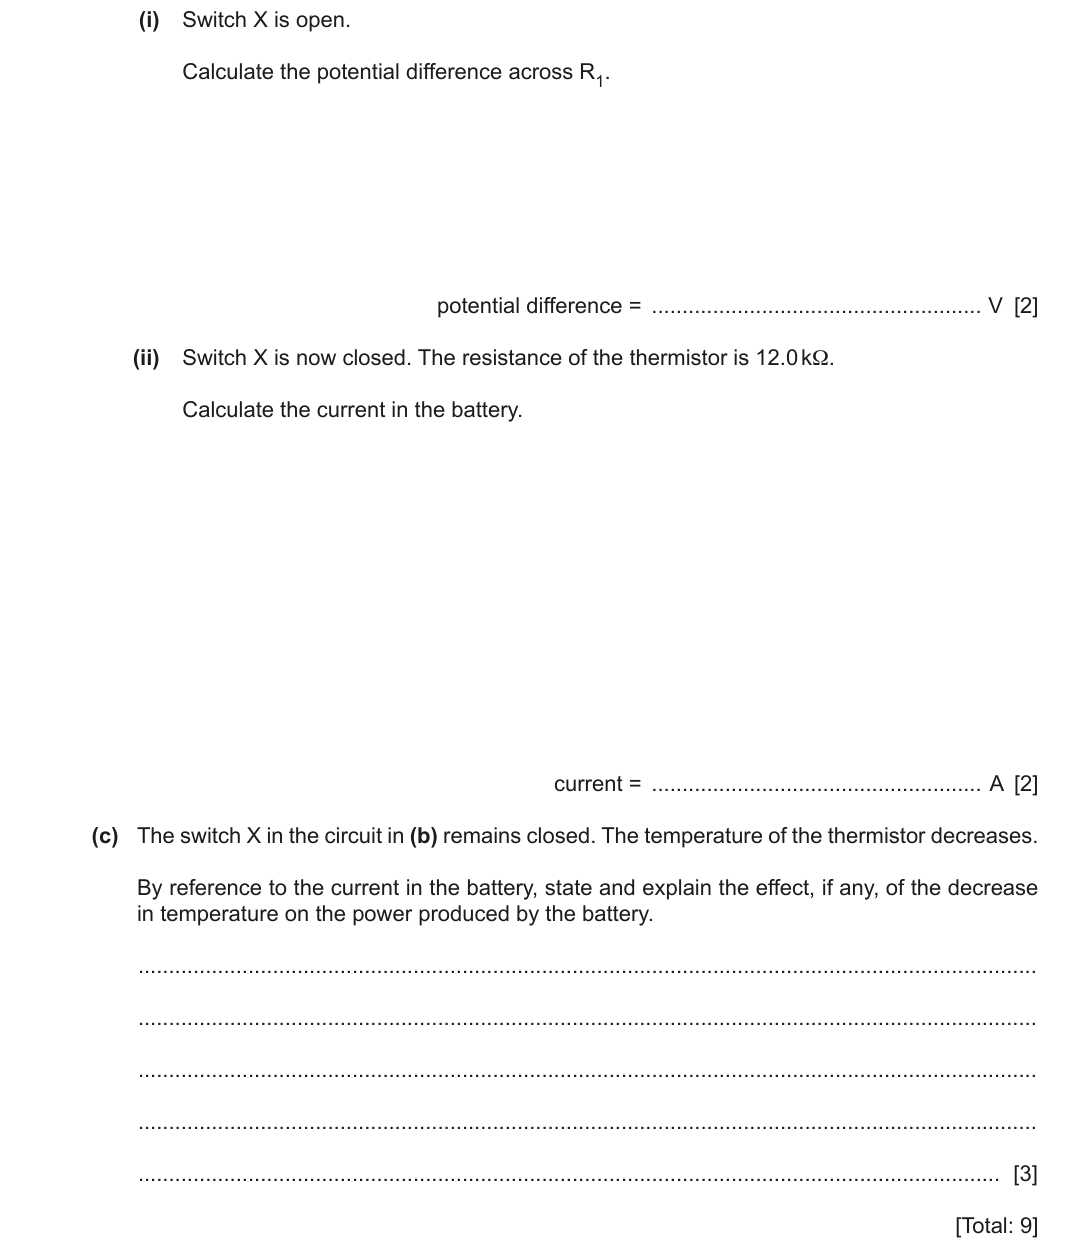 (i) Switch X is open.
Calculate the potential difference across R1.
potential difference = ...................................................... V [2]
(ii) Switch X is now closed. The resistance of the thermistor is 12.0 kΩ.
Calculate the current in the battery.
current = ...................................................... A [2]
(c) The switch X in the circuit in (b) remains closed. The temperature of the thermistor decreases.
By reference to the current in the battery, state and explain the effect, if any, of the decrease
in temperature on the power produced by the battery.
...................................................................................................................................................
...................................................................................................................................................
...................................................................................................................................................
...................................................................................................................................................
............................................................................................................................................. [3]
[Total: 9]